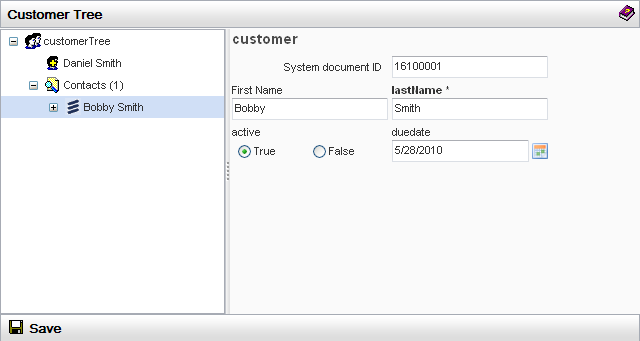 Customer Tree
customerTree
Daniel Smith
Contacts (1)
Bobby Smith
customer
System document ID 16100001
First Name lastName *
Bobby Smith
active duedate
True False 5/28/2010
Save